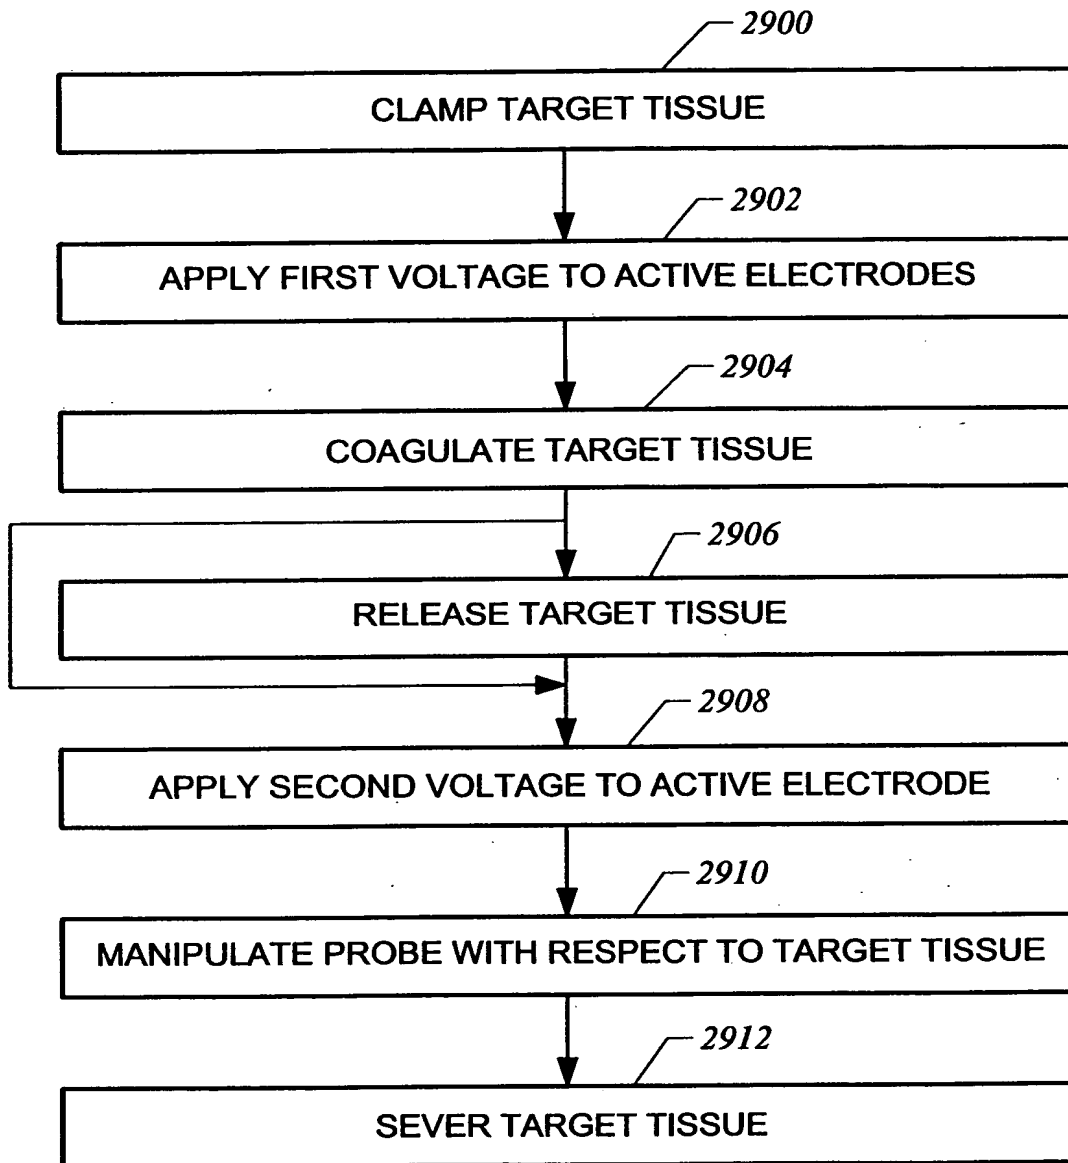 2900
CLAMP TARGET TISSUE
2902
APPLY FIRST VOLTAGE TO ACTIVE ELECTRODES
2904
COAGULATE TARGET TISSUE
2906
RELEASE TARGET TISSUE
2908
APPLY SECOND VOLTAGE TO ACTIVE ELECTRODE
2910
MANIPULATE PROBE WITH RESPECT TO TARGET TISSUE
2912
SEVER TARGET TISSUE